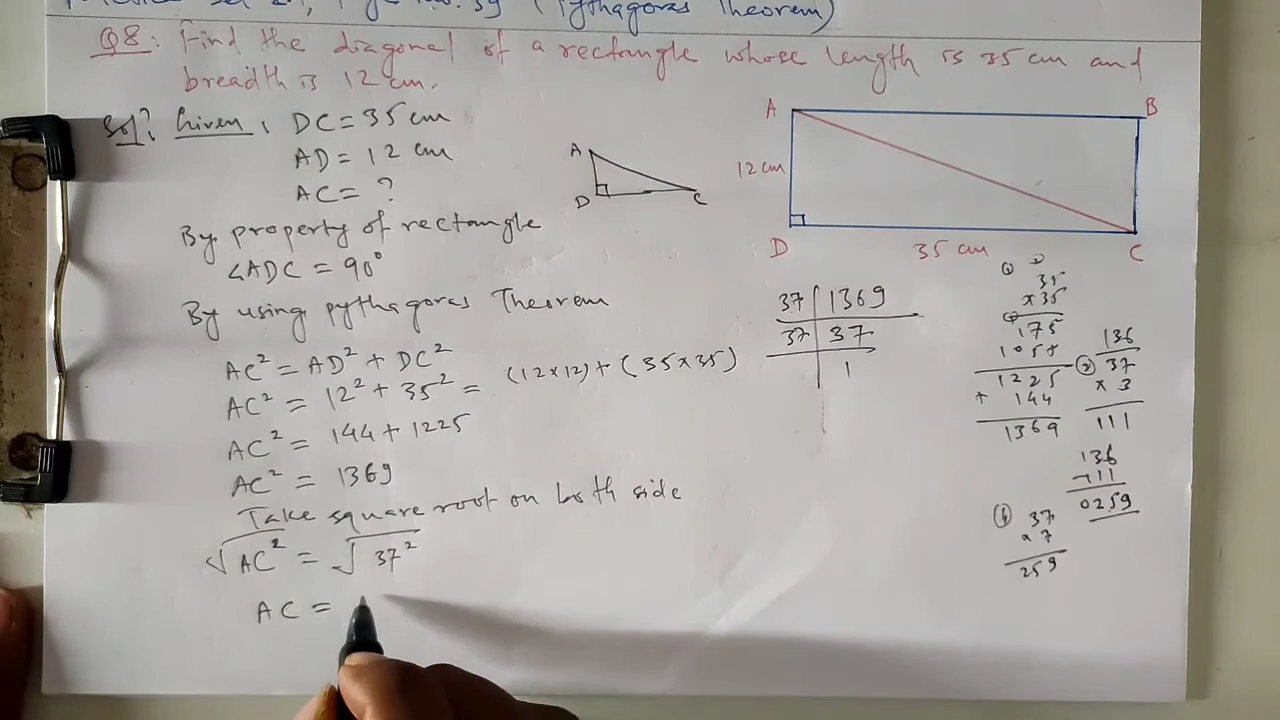 (Pythagoras Theorem)
Q8: Find the diagonal of a rectangle whose length is 35 cm and
breadth is 12 cm.
Solⁿ: Given, DC = 35 cm
AD = 12 cm
AC = ?
By property of rectangle
∠ADC = 90°
By using pythagoras Theorem
AC² = AD² + DC²
AC² = 12² + 35² = (12×12) + (35×35)
AC² = 144 + 1225
AC² = 1369
Take square root on both side
√AC² = √37²
AC =
A
D
C
A
B
12 cm
D
35 cm
C
37 | 1369
37 | 37
1
35
×35
175
105×
1225
+ 144
1369
136
37
× 3
111
136
-111
0259
37
× 7
259